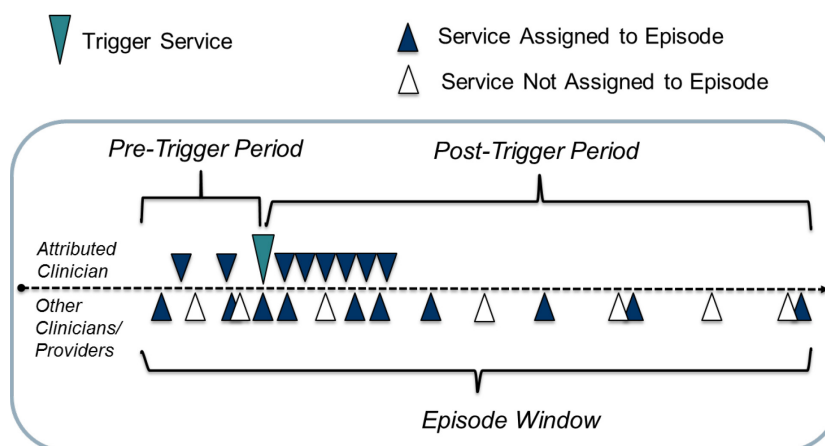 Trigger Service
Service Assigned to Episode
Service Not Assigned to Episode
Pre-Trigger Period
Post-Trigger Period
Attributed
Clinician
Other
Clinicians/
Providers
Episode Window